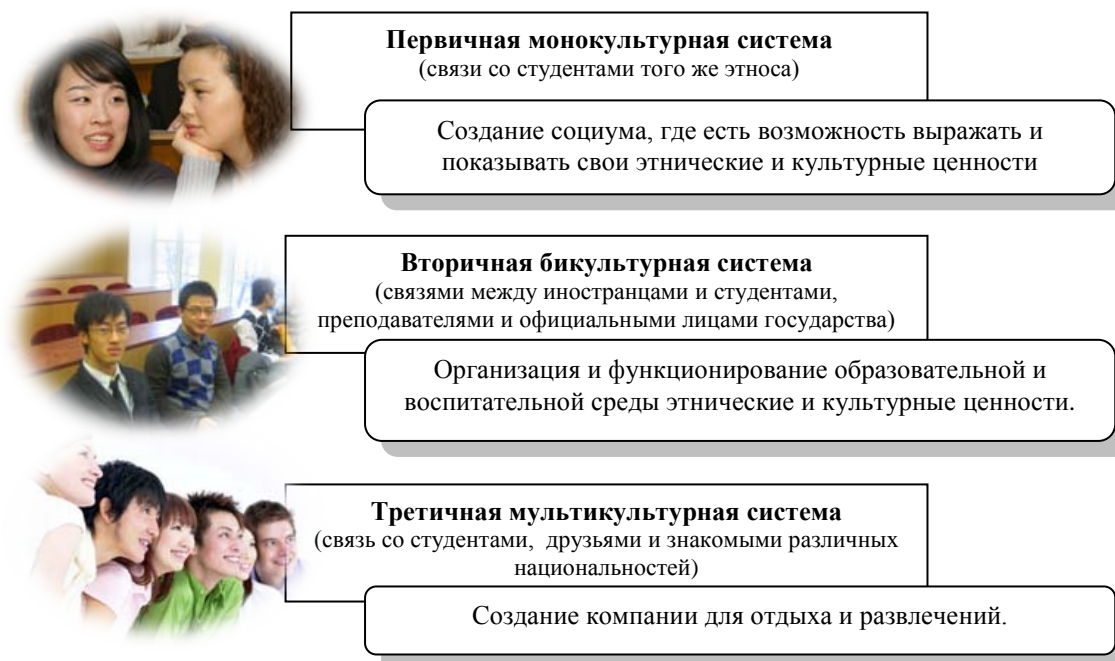 Первичная монокультурная система
(связи со студентами того же этноса)
Создание социума, где есть возможность выражать и
показывать свои этнические и культурные ценности
Вторичная бикультурная система
(связями между иностранцами и студентами,
преподавателями и официальными лицами государства)
Организация и функционирование образовательной и
воспитательной среды этнические и культурные ценности.
Третичная мультикультурная система
(связь со студентами, друзьями и знакомыми различных
национальностей)
Создание компании для отдыха и развлечений.